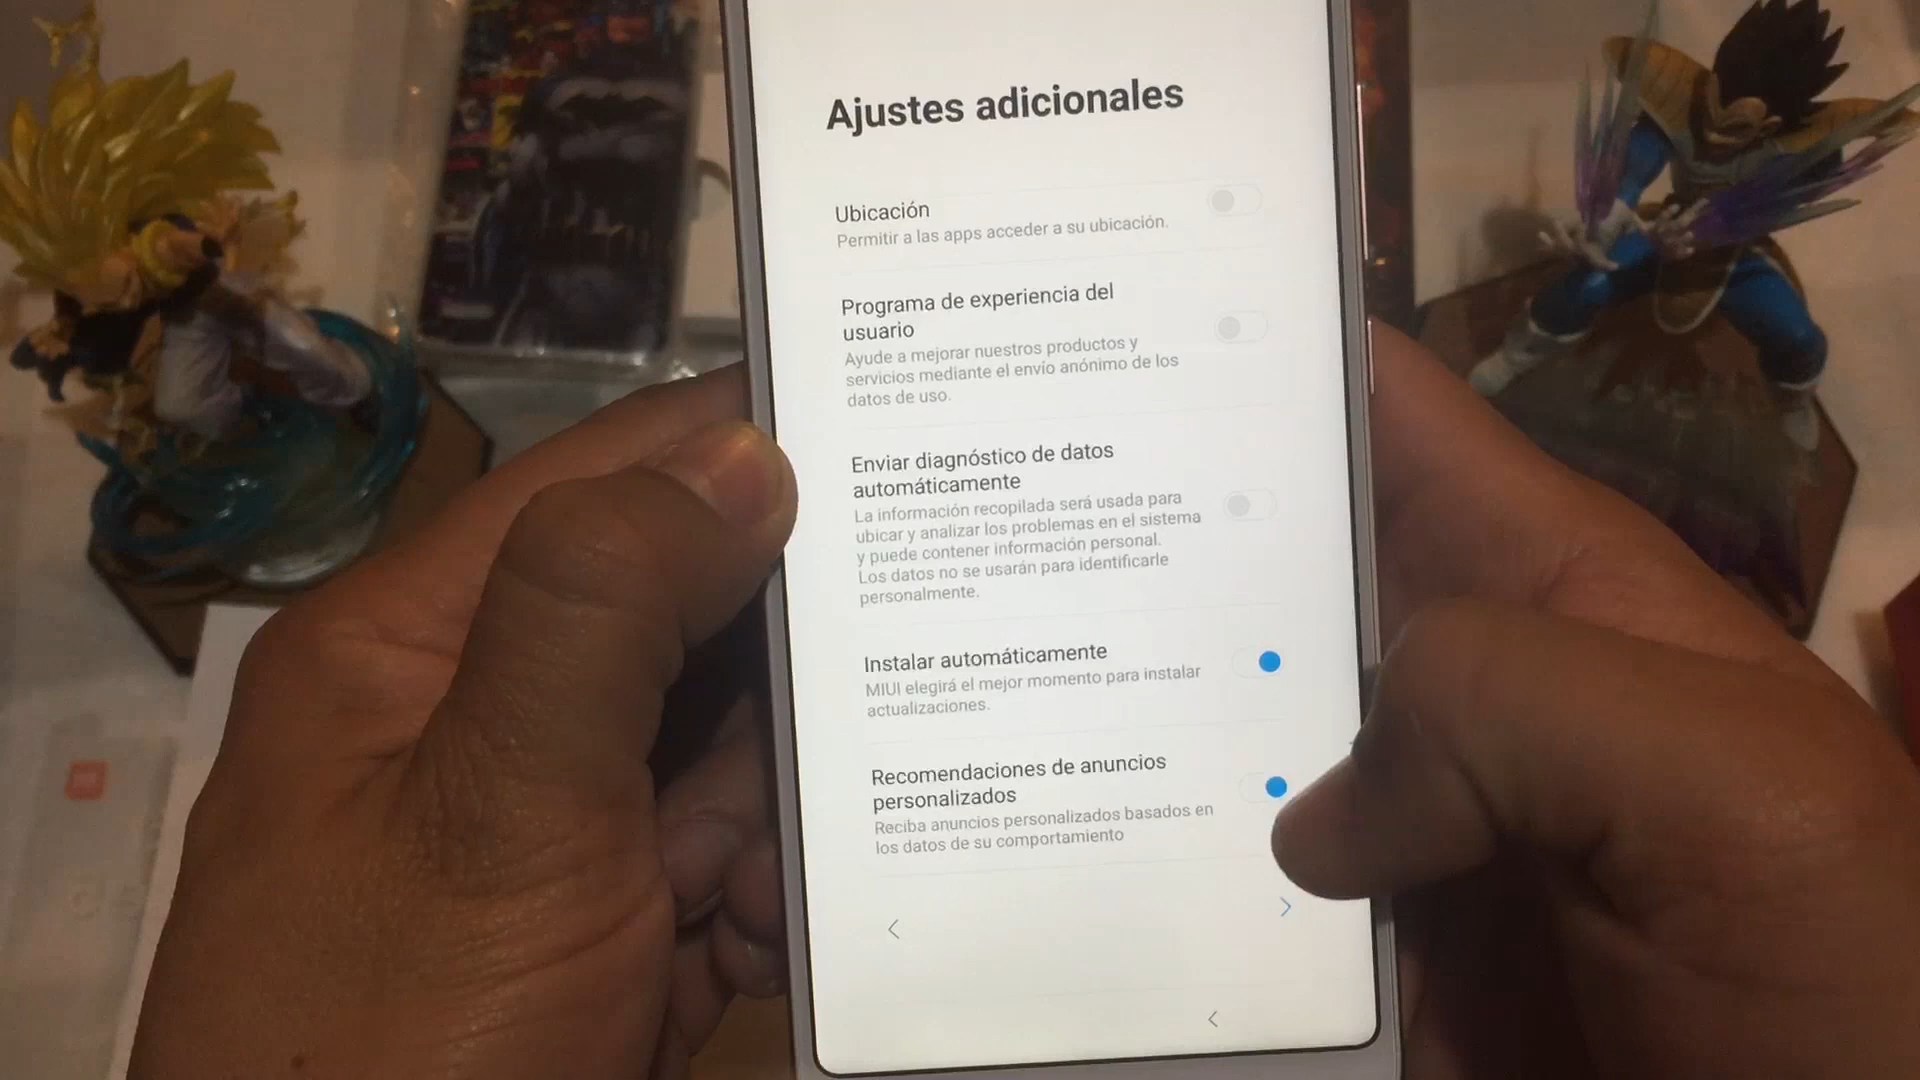 Ajustes adicionales
Ubicación
Permitir a las apps acceder a su ubicación.
Programa de experiencia del
usuario
Ayude a mejorar nuestros productos y
servicios mediante el envío anónimo de los
datos de uso.
Enviar diagnóstico de datos
automáticamente
La información recopilada será usada para
ubicar y analizar los problemas en el sistema
y puede contener información personal.
Los datos no se usarán para identificarle
personalmente.
Instalar automáticamente
MIUI elegirá el mejor momento para instalar
actualizaciones.
Recomendaciones de anuncios
personalizados
Reciba anuncios personalizados basados en
los datos de su comportamiento